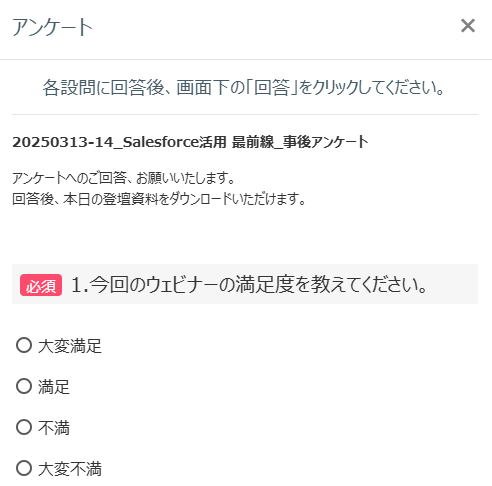 アンケート
各設問に回答後、画面下の「回答」をクリックしてください。
20250313-14_Salesforce活用 最前線_事後アンケート
アンケートへのご回答、お願いいたします。
回答後、本日の登壇資料をダウンロードいただけます。
必須 1.今回のウェビナーの満足度を教えてください。
大変満足
満足
不満
大変不満